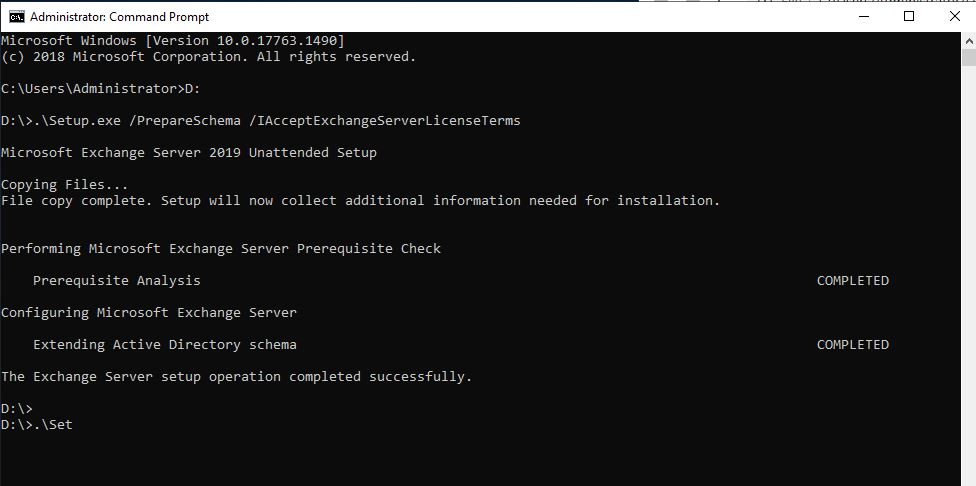 Administrator: Command Prompt
Microsoft Windows [Version 10.0.17763.1490]
(c) 2018 Microsoft Corporation. All rights reserved.
C:\Users\Administrator>D:
D:\>.\Setup.exe /PrepareSchema /IAcceptExchangeServerLicenseTerms
Microsoft Exchange Server 2019 Unattended Setup
Copying Files...
File copy complete. Setup will now collect additional information needed for installation.
Performing Microsoft Exchange Server Prerequisite Check
Prerequisite Analysis COMPLETED
Configuring Microsoft Exchange Server
Extending Active Directory schema COMPLETED
The Exchange Server setup operation completed successfully.
D:\>
D:\>.\Set